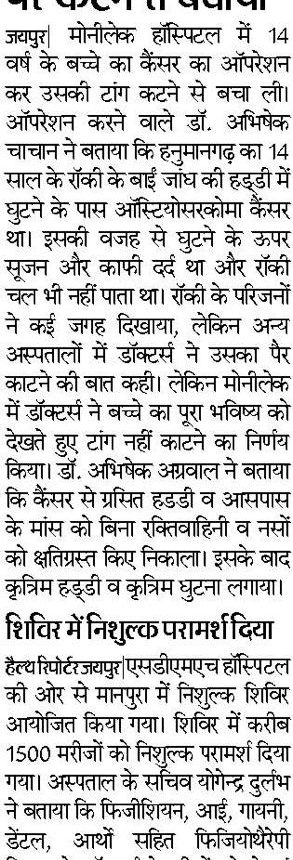 जयपुर| मोनीलेक हॉस्पिटल में 14
वर्ष के बच्चे का कैंसर का ऑपरेशन
कर उसकी टांग कटने से बचा ली।
ऑपरेशन करने वाले डॉ. अभिषेक
चाचान ने बताया कि हनुमानगढ़ का 14
साल के रॉकी के बाईं जांघ की हड्डी में
घुटने के पास ऑस्टियोसरकोमा कैंसर
था। इसकी वजह से घुटने के ऊपर
सूजन और काफी दर्द था और रॉकी
चल भी नहीं पाता था। रॉकी के परिजनों
ने कई जगह दिखाया, लेकिन अन्य
अस्पतालों में डॉक्टर्स ने उसका पैर
काटने की बात कही। लेकिन मोनीलेक
में डॉक्टर्स ने बच्चे का पूरा भविष्य को
देखते हुए टांग नहीं काटने का निर्णय
किया। डॉ. अभिषेक अग्रवाल ने बताया
कि कैंसर से ग्रसित हडडी व आसपास
के मांस को बिना रक्तिवाहिनी व नसों
को क्षतिग्रस्त किए निकाला। इसके बाद
कृत्रिम हड्डी व कृत्रिम घुटना लगाया।
शिविर में निशुल्क परामर्श दिया
हैल्थ रिपोर्टर जयपुर|एसडीएमएच हॉस्पिटल
की ओर से मानपुरा में निशुल्क शिविर
आयोजित किया गया। शिविर में करीब
1500 मरीजों को निशुल्क परामर्श दिया
गया। अस्पताल के सचिव योगेन्द्र दुर्लभ
ने बताया कि फिजीशियन, आई, गायनी,
डेंटल, आर्थो सहित फिजियोथैरेपी